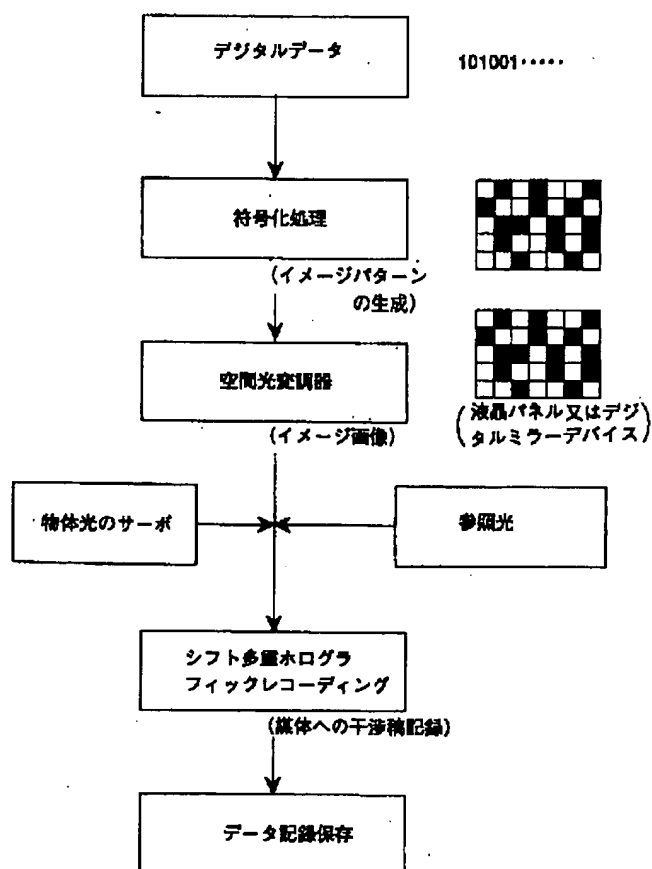 デジタルデータ
101001・・・・・
符号化処理
(イメージパターン
の生成)
空間光変調器
(イメージ画像)
(液晶パネル又はデジ
タルミラーデバイス)
物体光のサーボ
参照光
シフト多重ホログラ
フィックレコーディング
(媒体への干渉稿記録)
データ記録保存